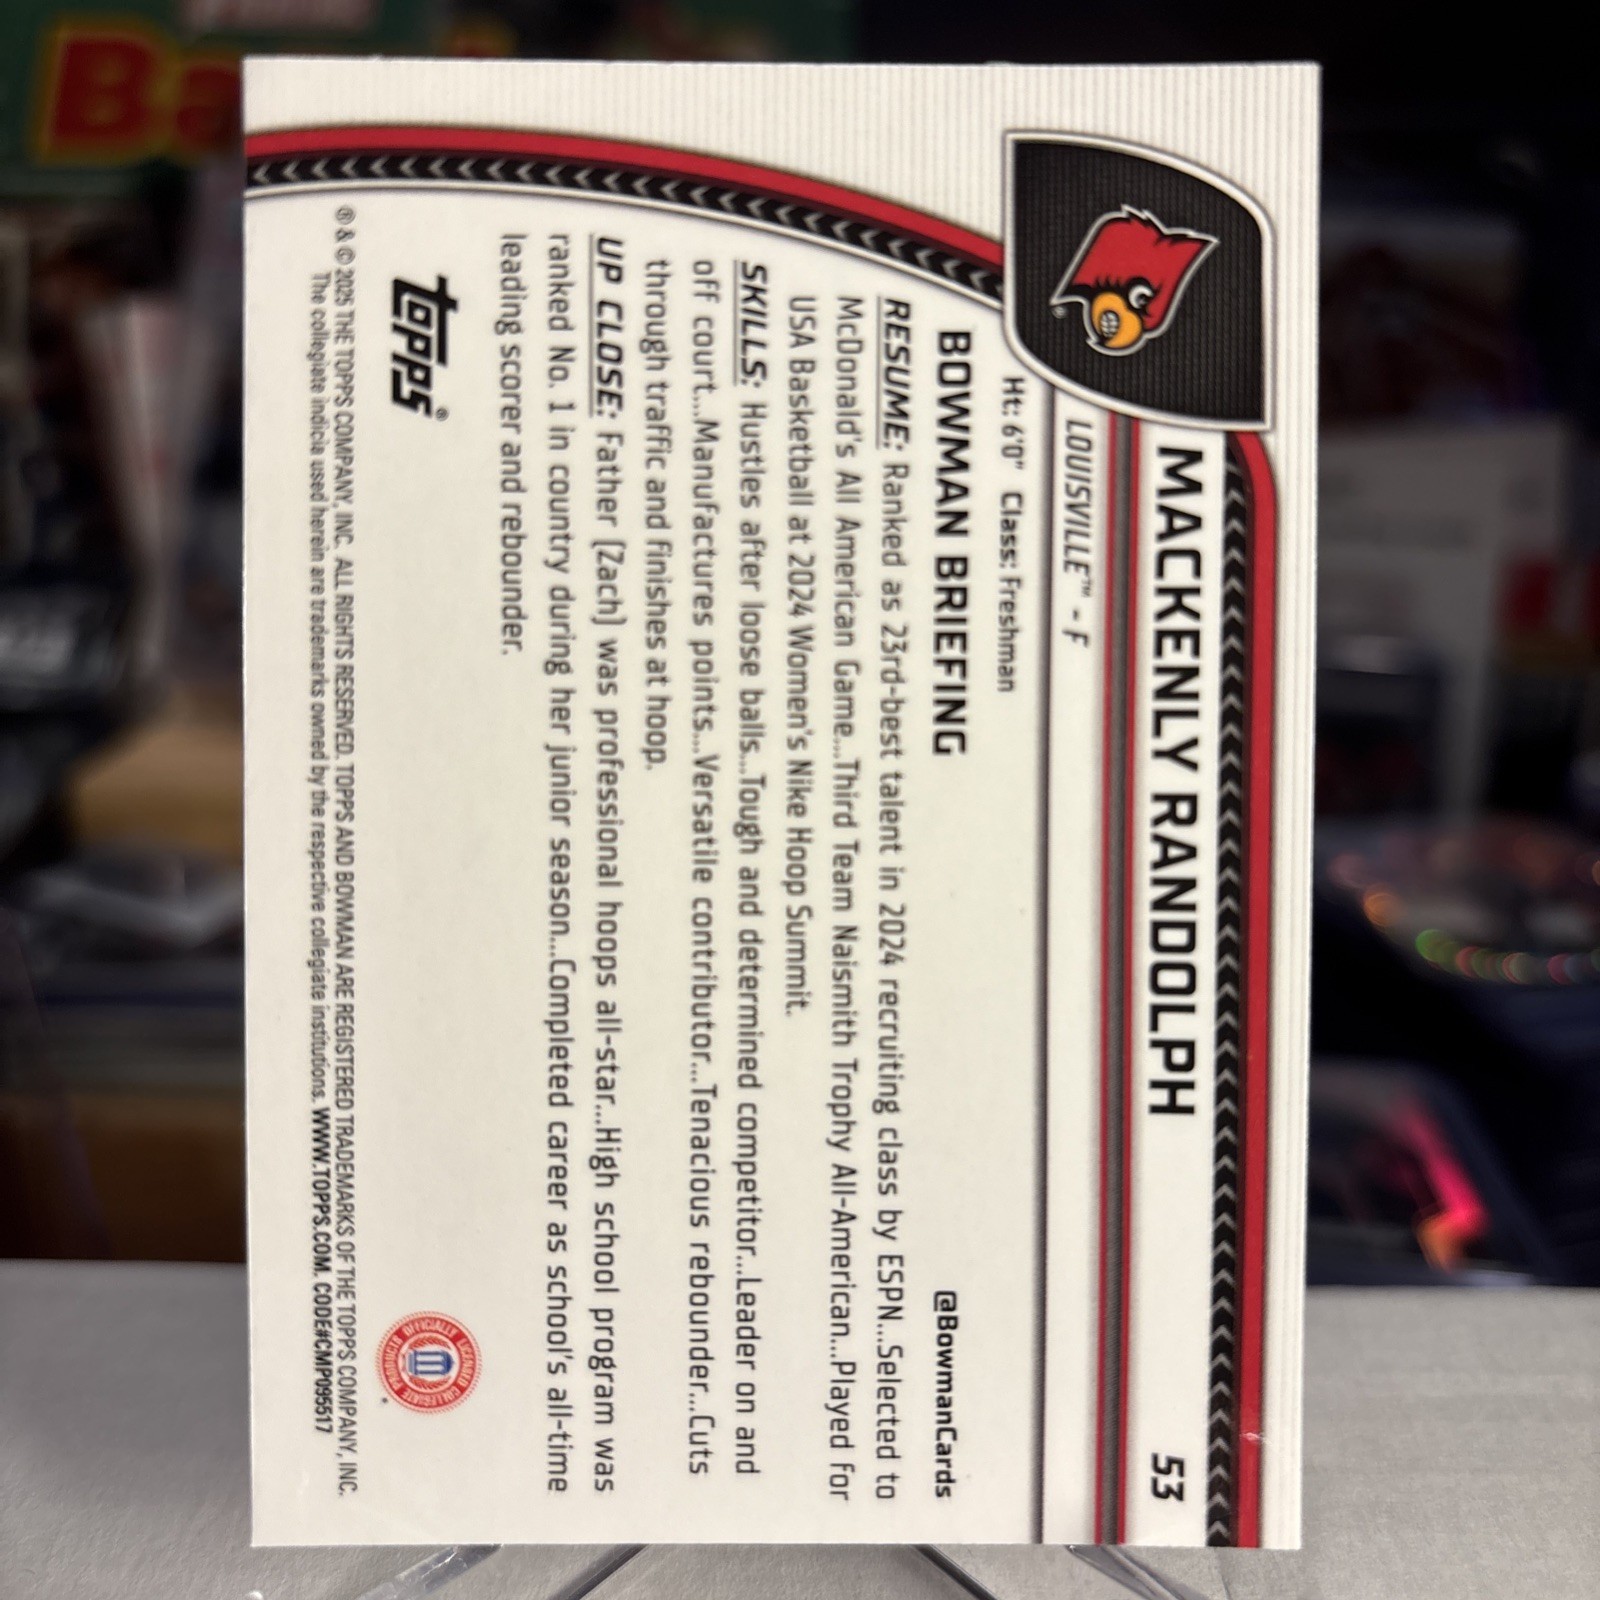 MACKENLY RANDOLPH 53
LOUISVILLE™ - F
Ht: 6'0" Class: Freshman
BOWMAN BRIEFING @BowmanCards
RESUME: Ranked as 23rd-best talent in 2024 recruiting class by ESPN...Selected to
McDonald's All American Game...Third Team Naismith Trophy All-American...Played for
USA Basketball at 2024 Women's Nike Hoop Summit.
SKILLS: Hustles after loose balls...Tough and determined competitor...Leader on and
off court...Manufactures points...Versatile contributor...Tenacious rebounder...Cuts
through traffic and finishes at hoop.
UP CLOSE: Father (Zach) was professional hoops all-star...High school program was
ranked No. 1 in country during her junior season...Completed career as school's all-time
leading scorer and rebounder.
topps®
OFFICIALLY LICENSED COLLEGIATE PRODUCTS
® & © 2025 THE TOPPS COMPANY, INC. ALL RIGHTS RESERVED. TOPPS AND BOWMAN ARE REGISTERED TRADEMARKS OF THE TOPPS COMPANY, INC.
The collegiate indicia used herein are trademarks owned by the respective collegiate institutions. WWW.TOPPS.COM. CODE#CMP095517
Ba